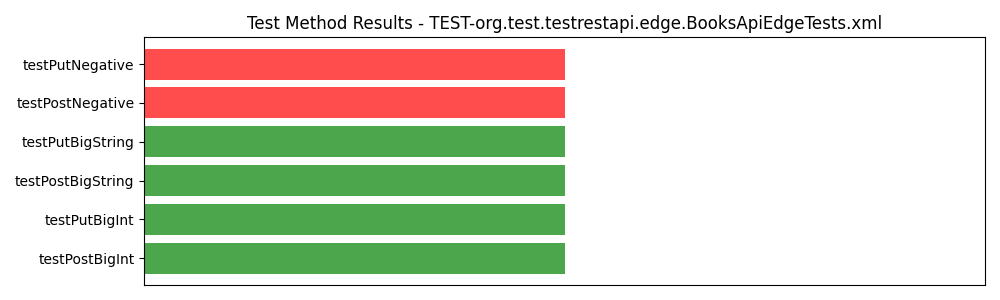 Test Method Results - TEST-org.test.testrestapi.edge.BooksApiEdgeTests.xml
testPutNegative
testPostNegative
testPutBigString
testPostBigString
testPutBigInt
testPostBigInt